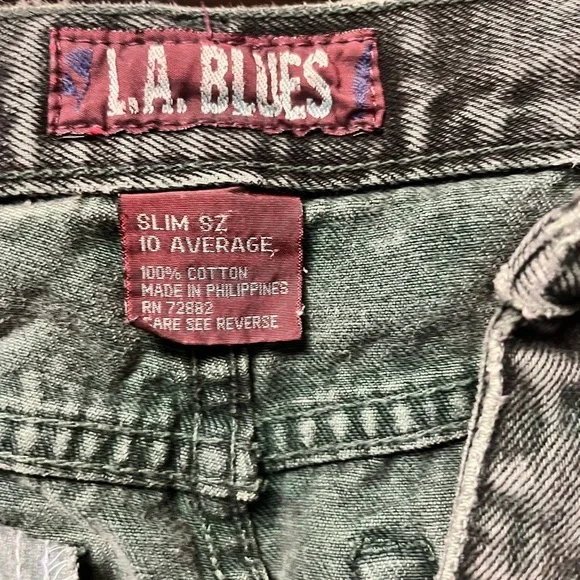 L.A. BLUES
SLIM SZ
10 AVERAGE
100% COTTON
MADE IN PHILIPPINES
RN 72882
CARE SEE REVERSE